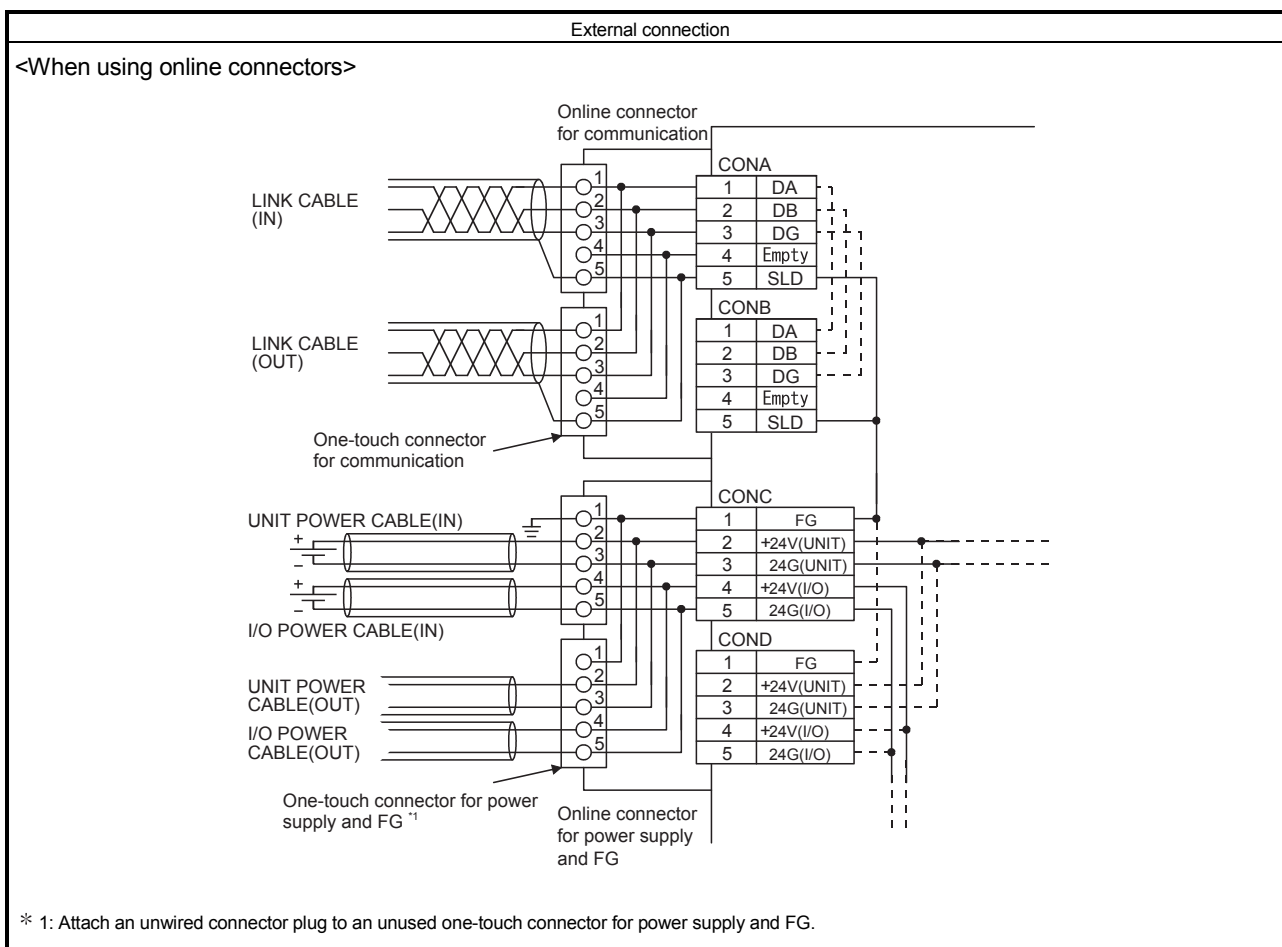 External connection
<When using online connectors>
Online connector
for communication
CONA
LINK CABLE
(IN)
1
2
3
4
5
1 DA
2 DB
3 DG
4 Empty
5 SLD
CONB
LINK CABLE
(OUT)
1
2
3
4
5
1 DA
2 DB
3 DG
4 Empty
5 SLD
One-touch connector
for communication
CONC
UNIT POWER CABLE(IN)
+
−
+
−
I/O POWER CABLE(IN)
1
2
3
4
5
1 FG
2 +24V(UNIT)
3 24G(UNIT)
4 +24V(I/O)
5 24G(I/O)
COND
UNIT POWER
CABLE(OUT)
I/O POWER
CABLE(OUT)
1
2
3
4
5
1 FG
2 +24V(UNIT)
3 24G(UNIT)
4 +24V(I/O)
5 24G(I/O)
One-touch connector for power
supply and FG *1
Online connector
for power supply
and FG
* 1: Attach an unwired connector plug to an unused one-touch connector for power supply and FG.